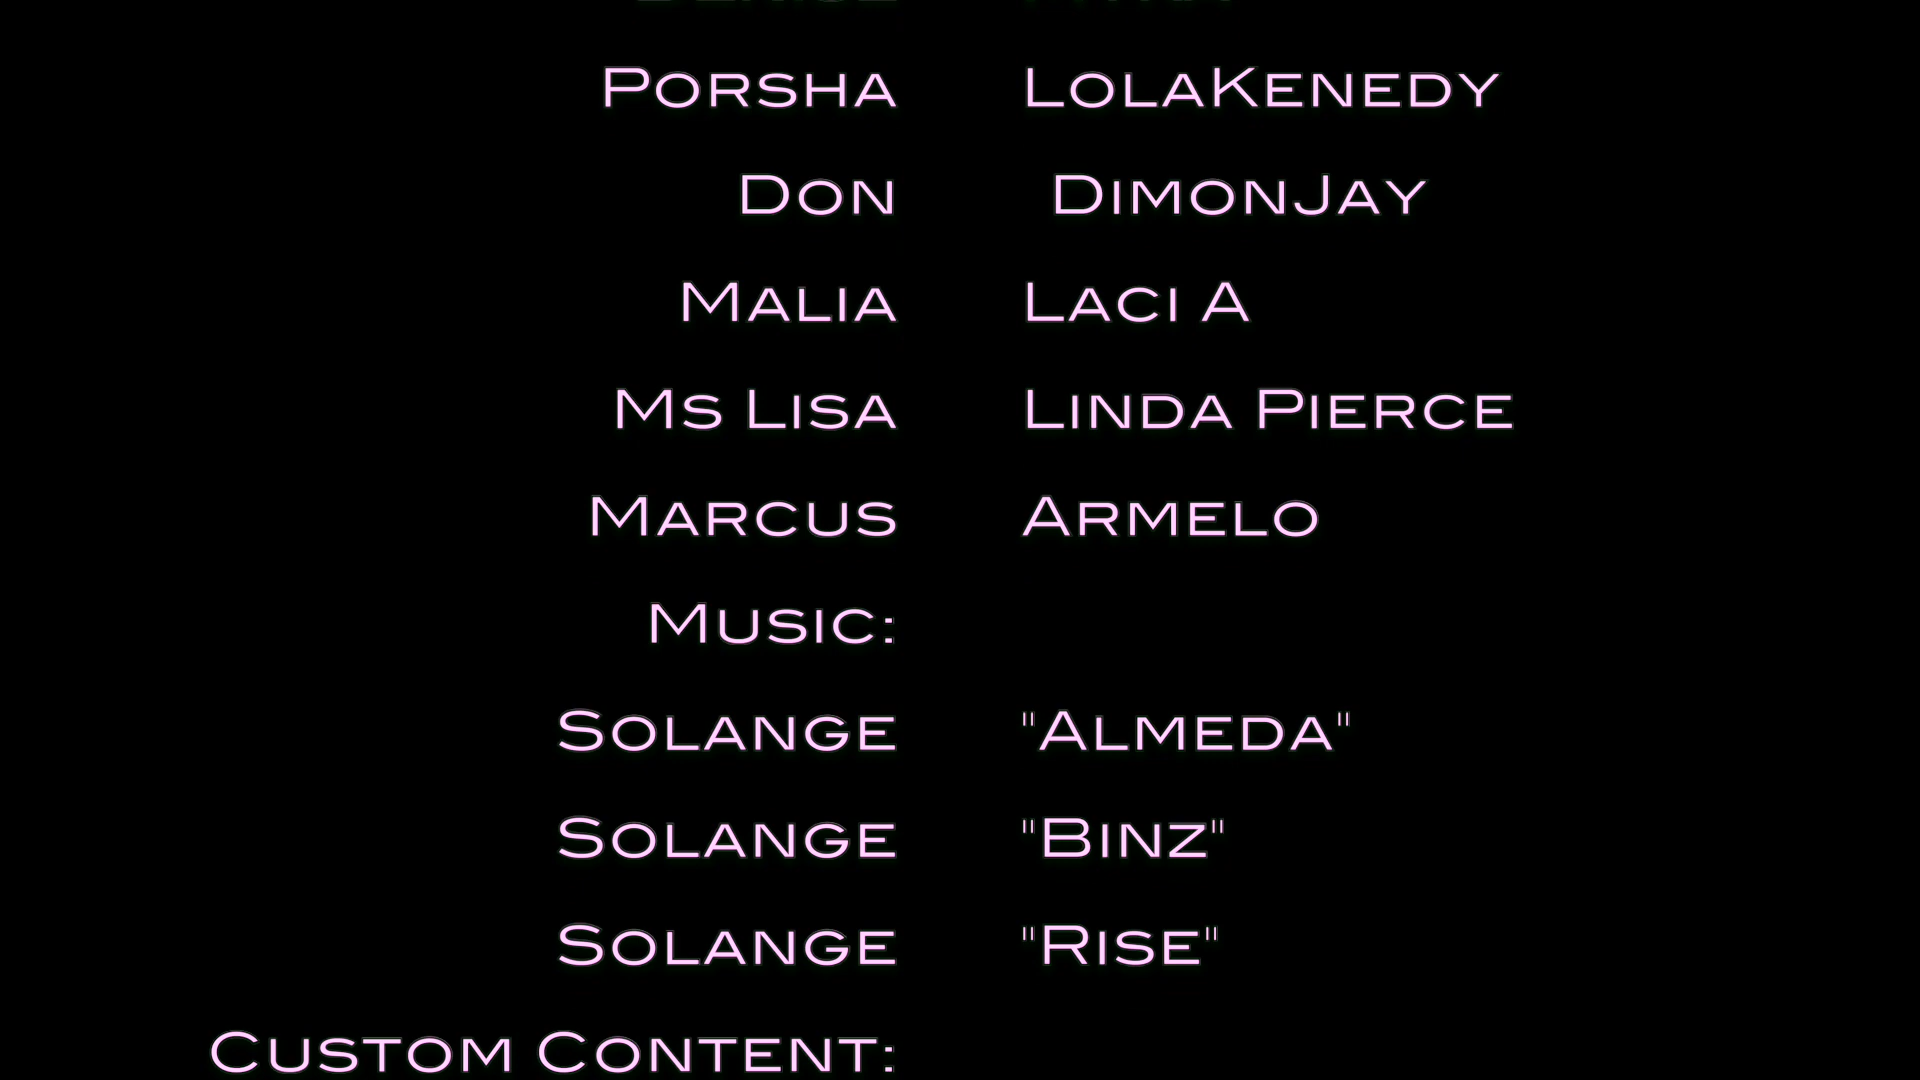 Porsha LolaKenedy
Don DimonJay
Malia Laci A
Ms Lisa Linda Pierce
Marcus Armelo
Music:
Solange "Almeda"
Solange "Binz"
Solange "Rise"
Custom Content: